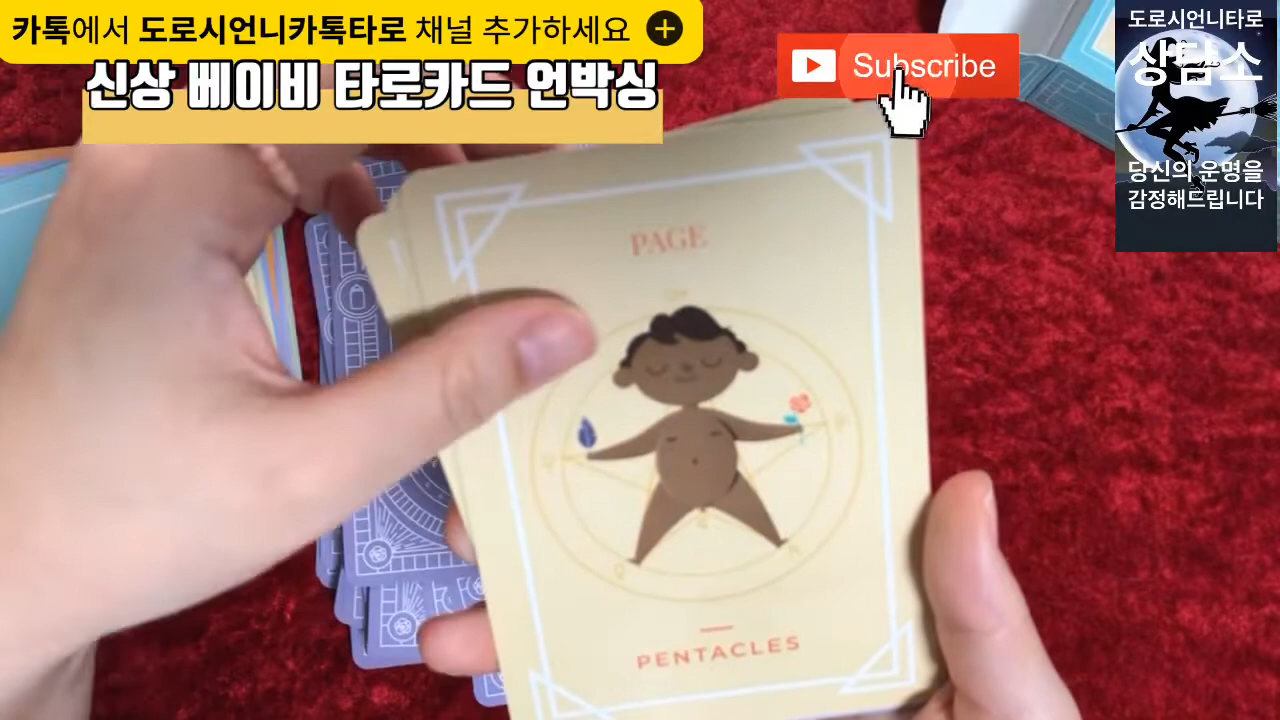 카톡에서 도로시언니카톡타로 채널 추가하세요
신상 베이비 타로카드 언박싱
Subscribe
도로시언니타로
상담소
당신의 운명을
감정해드립니다
PAGE
PENTACLES